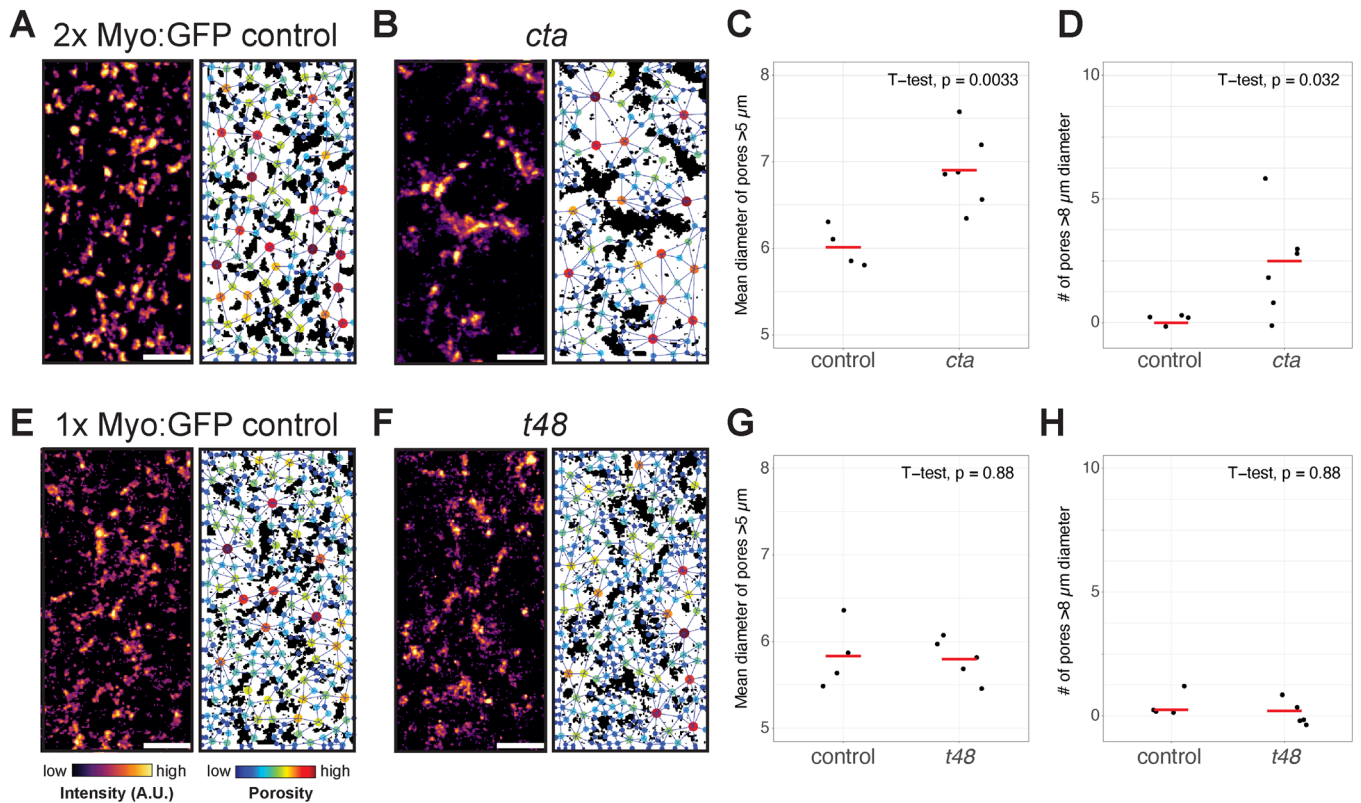 A
2x Myo:GFP control
B
cta
C
Mean diameter of pores >5 µm
8
7
6
5
T−test, p = 0.0033
control
cta
D
# of pores >8 µm diameter
10
5
0
T−test, p = 0.032
control
cta
E
1x Myo:GFP control
F
t48
G
Mean diameter of pores >5 µm
8
7
6
5
T−test, p = 0.88
control
t48
H
# of pores >8 µm diameter
10
5
0
T−test, p = 0.88
control
t48
low high
Intensity (A.U.)
low high
Porosity